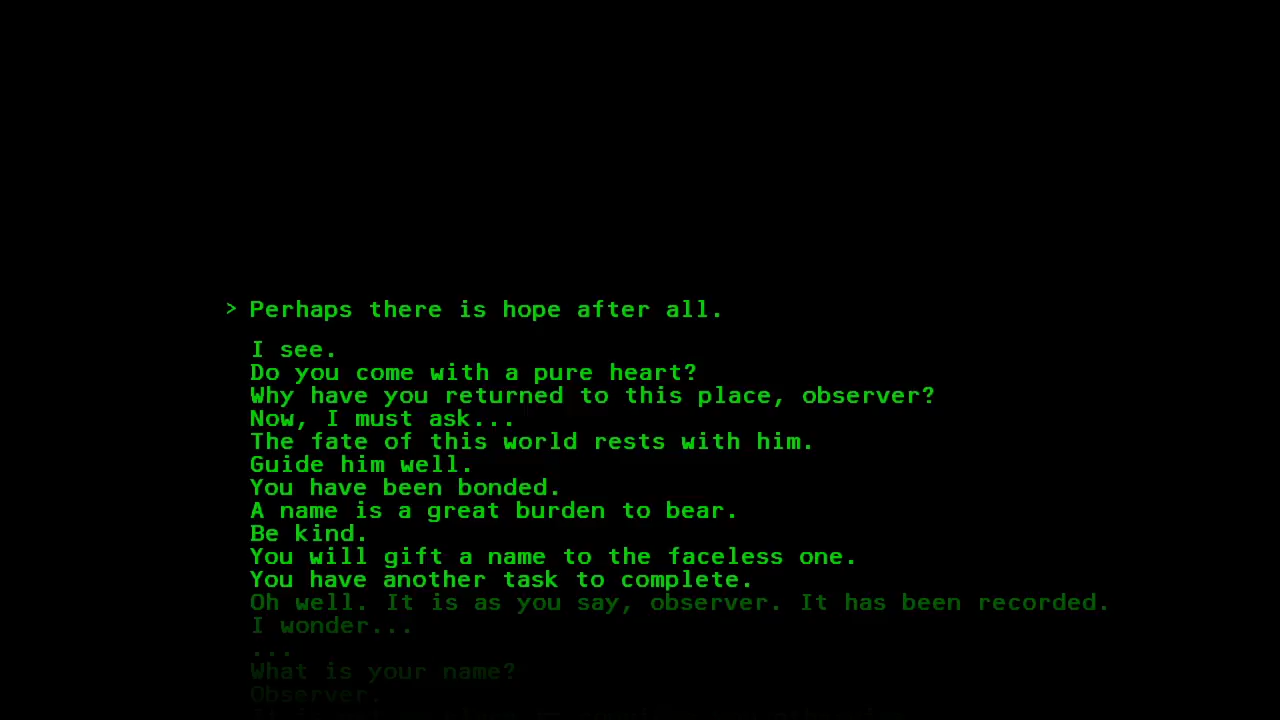 > Perhaps there is hope after all.
I see.
Do you come with a pure heart?
Why have you returned to this place, observer?
Now, I must ask...
The fate of this world rests with him.
Guide him well.
You have been bonded.
A name is a great burden to bear.
Be kind.
You will gift a name to the faceless one.
You have another task to complete.
Oh well. It is as you say, observer. It has been recorded.
I wonder...
...
What is your name?
Observer.